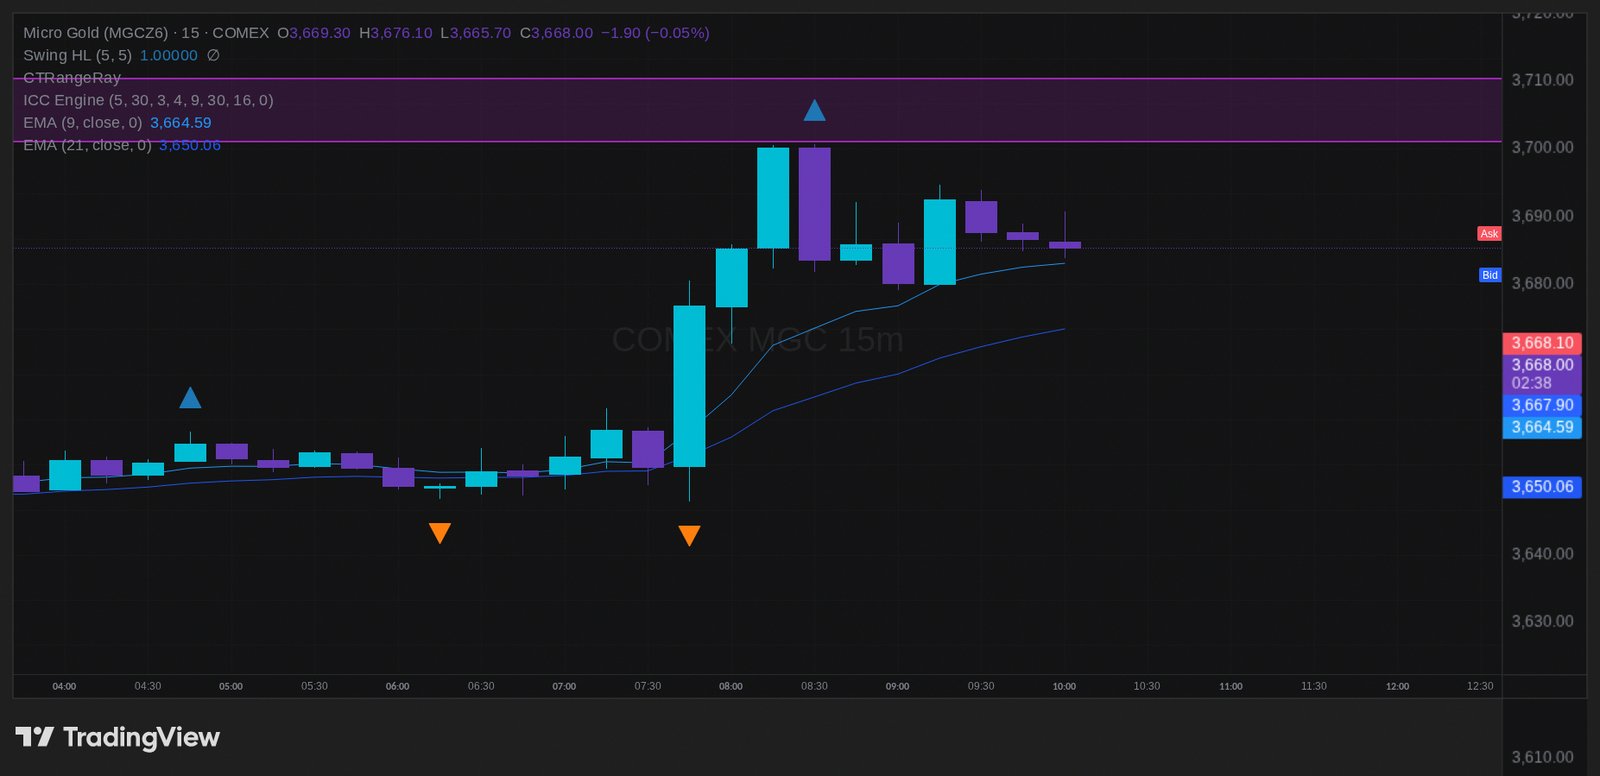 Micro Gold (MGCZ6) · 15 · COMEX O3,669.30 H3,676.10 L3,665.70 C3,668.00 −1.90 (−0.05%)
Swing HL (5, 5) 1.00000 ∅
CTRangeRay
ICC Engine (5, 30, 3, 4, 9, 30, 16, 0)
EMA (9, close, 0) 3,664.59
EMA (21, close, 0) 3,650.06
COMEX MGC 15m
3,720.00
3,710.00
3,700.00
3,690.00
Ask
Bid
3,680.00
3,668.10
3,668.00
02:38
3,667.90
3,664.59
3,650.06
3,640.00
3,630.00
3,610.00
04:00 04:30 05:00 05:30 06:00 06:30 07:00 07:30 08:00 08:30 09:00 09:30 10:00 10:30 11:00 11:30 12:00 12:30
TradingView